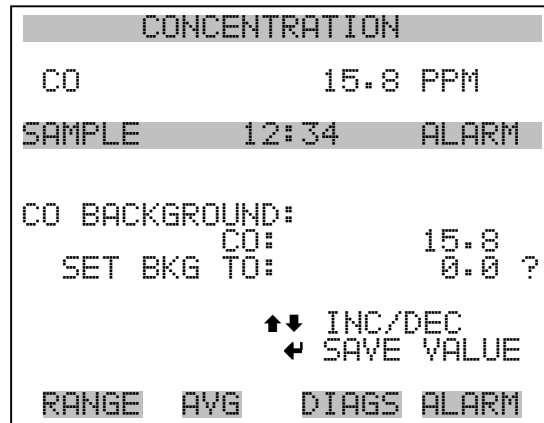 CONCENTRATION
CO 15.8 PPM
SAMPLE 12:34 ALARM
CO BACKGROUND:
CO: 15.8
SET BKG TO: 0.0 ?
INC/DEC
SAVE VALUE
RANGE AVG DIAGS ALARM